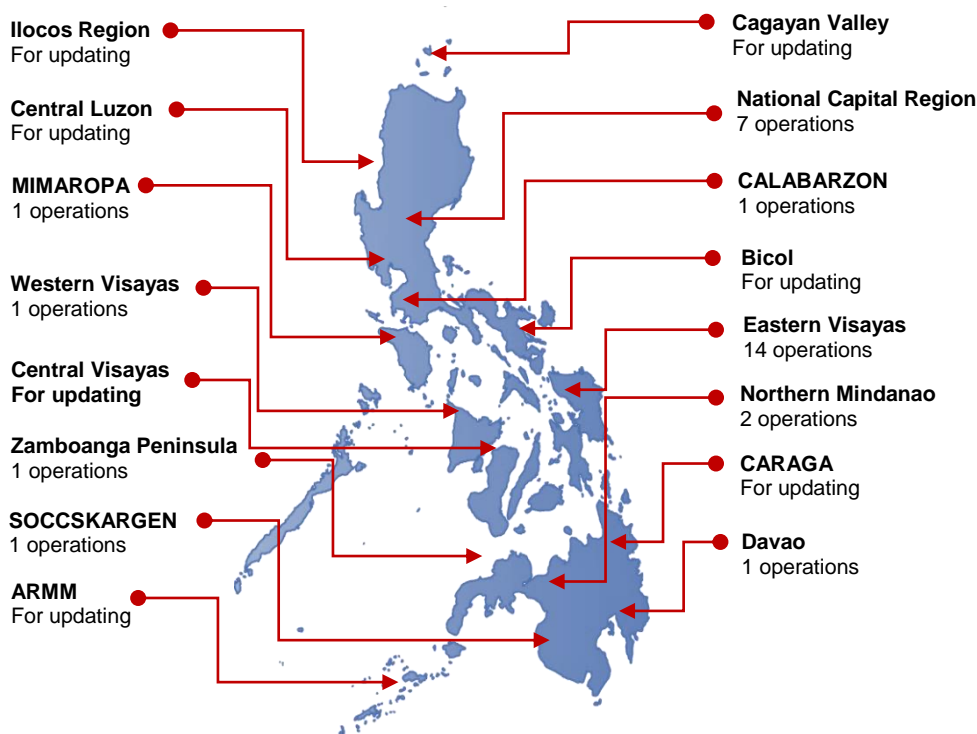 Ilocos Region
For updating
Central Luzon
For updating
MIMAROPA
1 operations
Western Visayas
1 operations
Central Visayas
For updating
Zamboanga Peninsula
1 operations
SOCCSKARGEN
1 operations
ARMM
For updating
Cagayan Valley
For updating
National Capital Region
7 operations
CALABARZON
1 operations
Bicol
For updating
Eastern Visayas
14 operations
Northern Mindanao
2 operations
CARAGA
For updating
Davao
1 operations